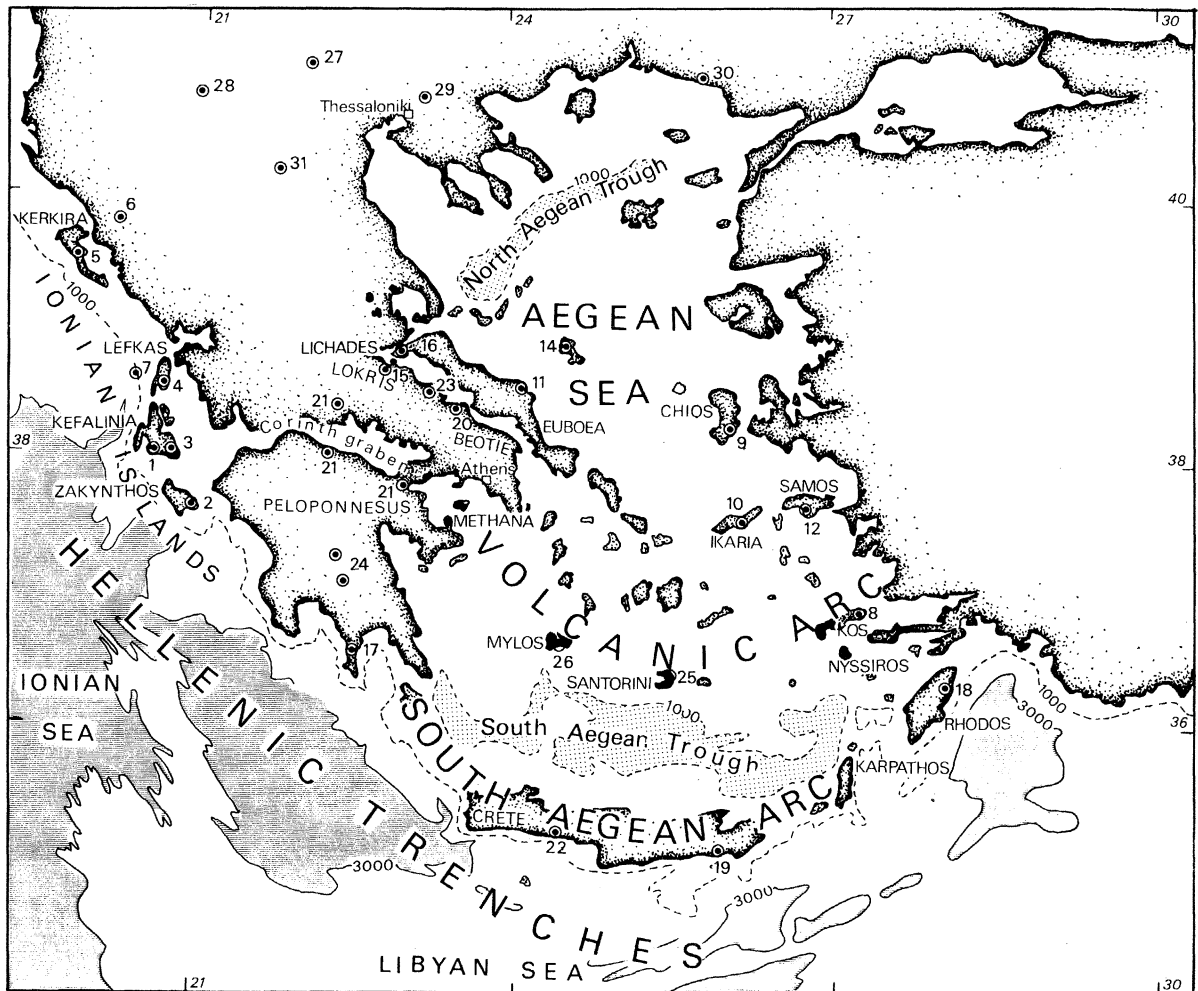 21
24
27
30
27
28
29
30
Thessaloniki
31
1000
North Aegean Trough
40
6
KERKIRA
5
1000
IONIAN ISLANDS
AEGEAN
SEA
LEFKAS
7
4
LICHADES
16
14
15
LOKRIS
23
11
CHIOS
9
KEFALINIA
21
20
EUBOEA
BEOTIE
38
38
1
3
Corinth graben
21
Athens
21
ZAKYNTHOS
2
PELOPONNESUS
METHANA
SAMOS
12
10
IKARIA
VOLCANIC ARC
24
8
KOS
MYLOS
26
NYSSIROS
17
SANTORINI
25
18
RHODOS
1000
3000
36
HELLENIC TRENCHES
IONIAN
SEA
1000
South Aegean Trough
SOUTH AEGEAN ARC
KARPATHOS
CRETE
22
19
3000
3000
LIBYAN SEA
21
30